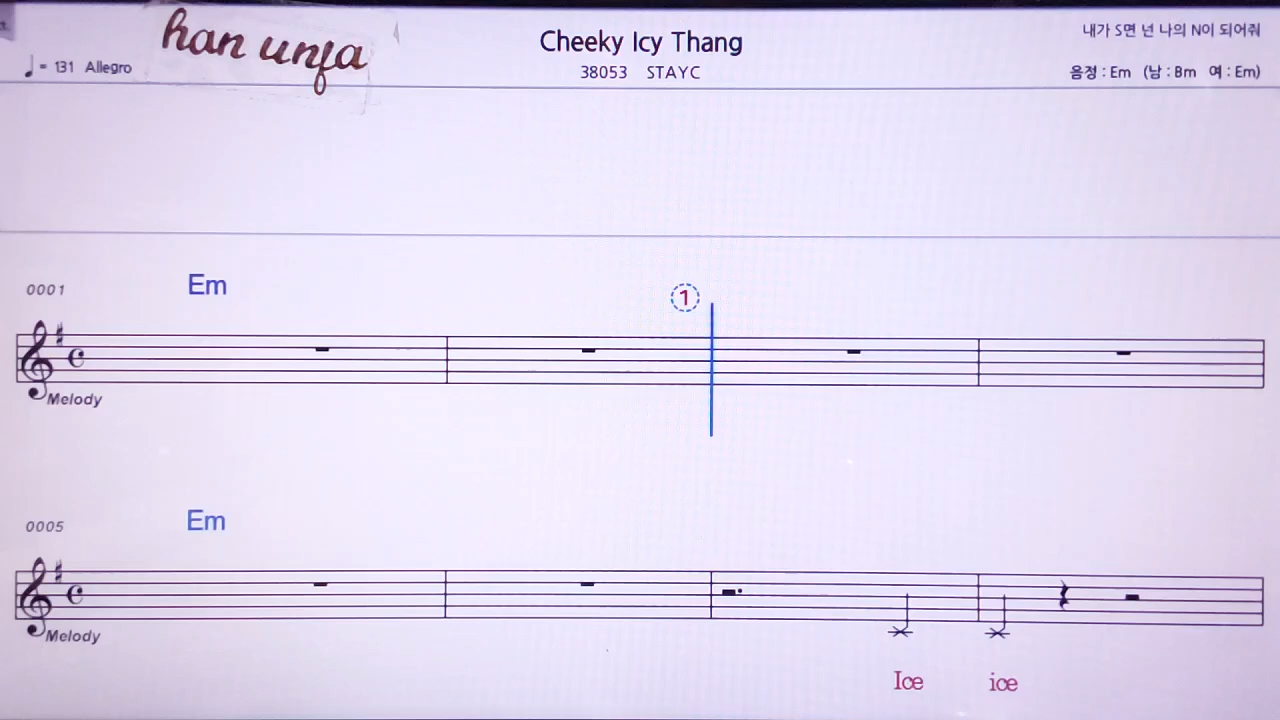 han unfa
♩= 131 Allegro
Cheeky Icy Thang
38053 STAYC
내가 S면 넌 나의 N이 되어줘
음정 : Em (남 : Bm 여 : Em)
0001 Em
1
Melody
0005 Em
Melody
Ice ice